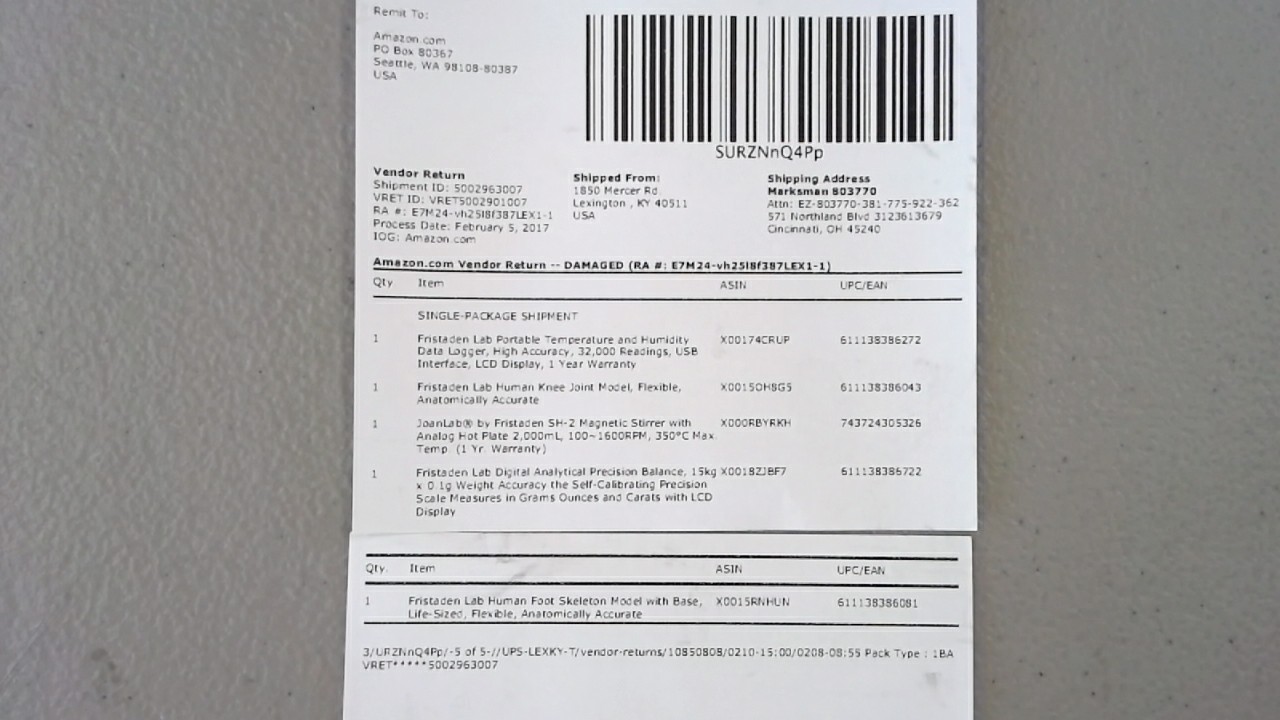 Remit To:
Amazon.com
PO Box 80367
Seattle, WA 98108-80387
USA
SURZNnQ4Pp
Vendor Return
Shipment ID: 5002963007
VRET ID: VRET5002901007
RA #: E7M24-vh25l8f387LEX1-1
Process Date: February 5, 2017
IOG: Amazon.com
Shipped From:
1850 Mercer Rd.
Lexington , KY 40511
USA
Shipping Address
Marksman 803770
Attn: EZ-803770-381-775-922-362
571 Northland Blvd 3123613679
Cincinnati, OH 45240
Amazon.com Vendor Return -- DAMAGED (RA #: E7M24-vh25l8f387LEX1-1)
Qty Item ASIN UPC/EAN
SINGLE-PACKAGE SHIPMENT
1 Fristaden Lab Portable Temperature and Humidity X00174CRUP 611138386272
Data Logger, High Accuracy, 32,000 Readings, USB
Interface, LCD Display, 1 Year Warranty
1 Fristaden Lab Human Knee Joint Model, Flexible, X0015OH8G5 611138386043
Anatomically Accurate
1 JoanLab® by Fristaden SH-2 Magnetic Stirrer with X000RBYRKH 743724305326
Analog Hot Plate 2,000mL, 100~1600RPM, 350°C Max.
Temp. (1 Yr. Warranty)
1 Fristaden Lab Digital Analytical Precision Balance, 15kg X0018ZJBF7 611138386722
x 0.1g Weight Accuracy the Self-Calibrating Precision
Scale Measures in Grams Ounces and Carats with LCD
Display
Qty. Item ASIN UPC/EAN
1 Fristaden Lab Human Foot Skeleton Model with Base, X0015RNHUN 611138386081
Life-Sized, Flexible, Anatomically Accurate
3/URZNnQ4Pp/-5 of 5-//UPS-LEXKY-T/vendor-returns/10850808/0210-15:00/0208-08:55 Pack Type : 1BA
VRET*****5002963007